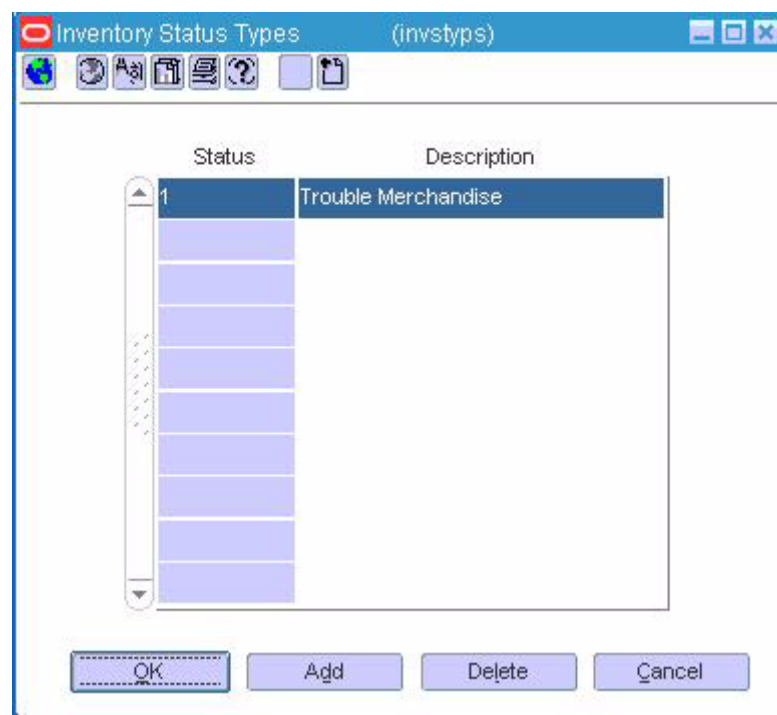 Inventory Status Types (invstyps)
Status Description
1 Trouble Merchandise
OK Add Delete Cancel